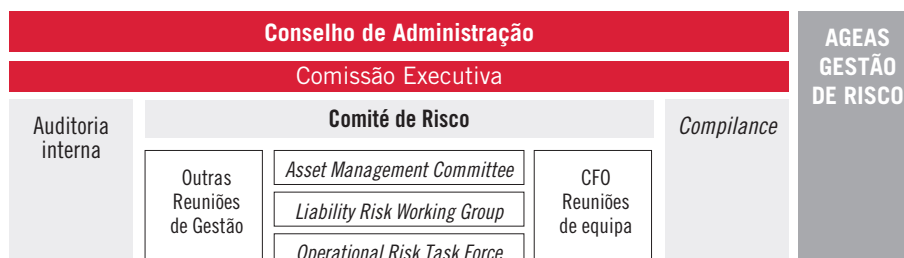 Conselho de Administração
AGEAS
GESTÃO
DE RISCO
Comissão Executiva
Auditoria
interna
Comité de Risco
Compilance
Outras
Reuniões
de Gestão
Asset Management Committee
Liability Risk Working Group
Operational Risk Task Force
CFO
Reuniões
de equipa